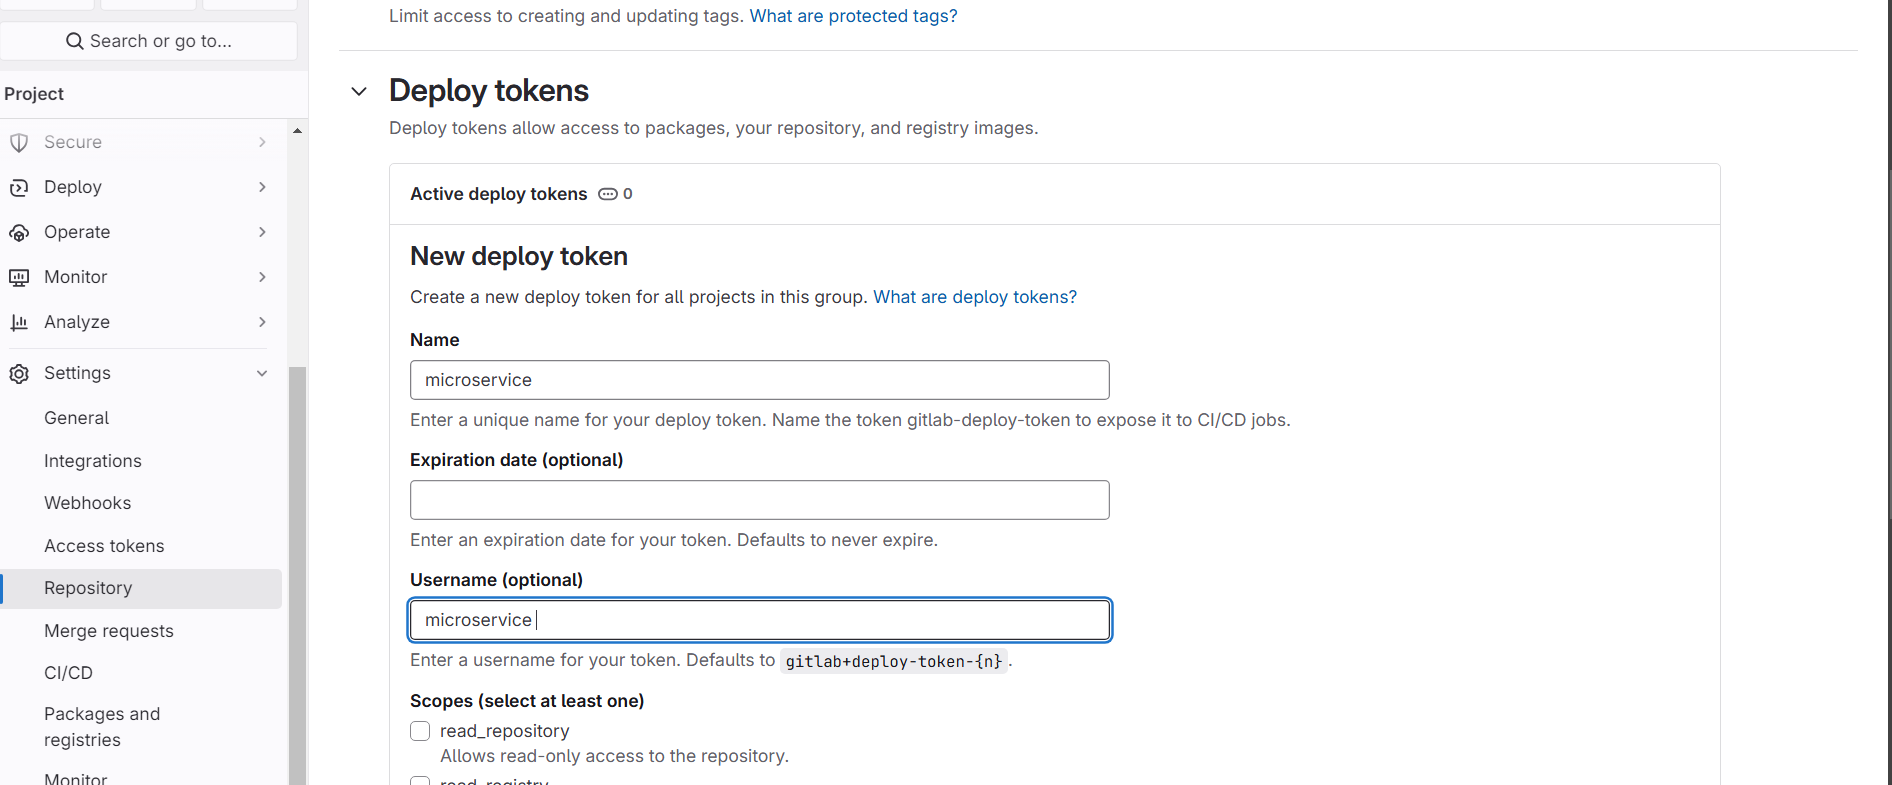 Search or go to...
Project
Secure
Deploy
Operate
Monitor
Analyze
Settings
General
Integrations
Webhooks
Access tokens
Repository
Merge requests
CI/CD
Packages and
registries
Monitor
Limit access to creating and updating tags. What are protected tags?
Deploy tokens
Deploy tokens allow access to packages, your repository, and registry images.
Active deploy tokens 0
New deploy token
Create a new deploy token for all projects in this group. What are deploy tokens?
Name
microservice
Enter a unique name for your deploy token. Name the token gitlab-deploy-token to expose it to CI/CD jobs.
Expiration date (optional)
Enter an expiration date for your token. Defaults to never expire.
Username (optional)
microservice
Enter a username for your token. Defaults to gitlab+deploy-token-{n}.
Scopes (select at least one)
read_repository
Allows read-only access to the repository.
read_registry